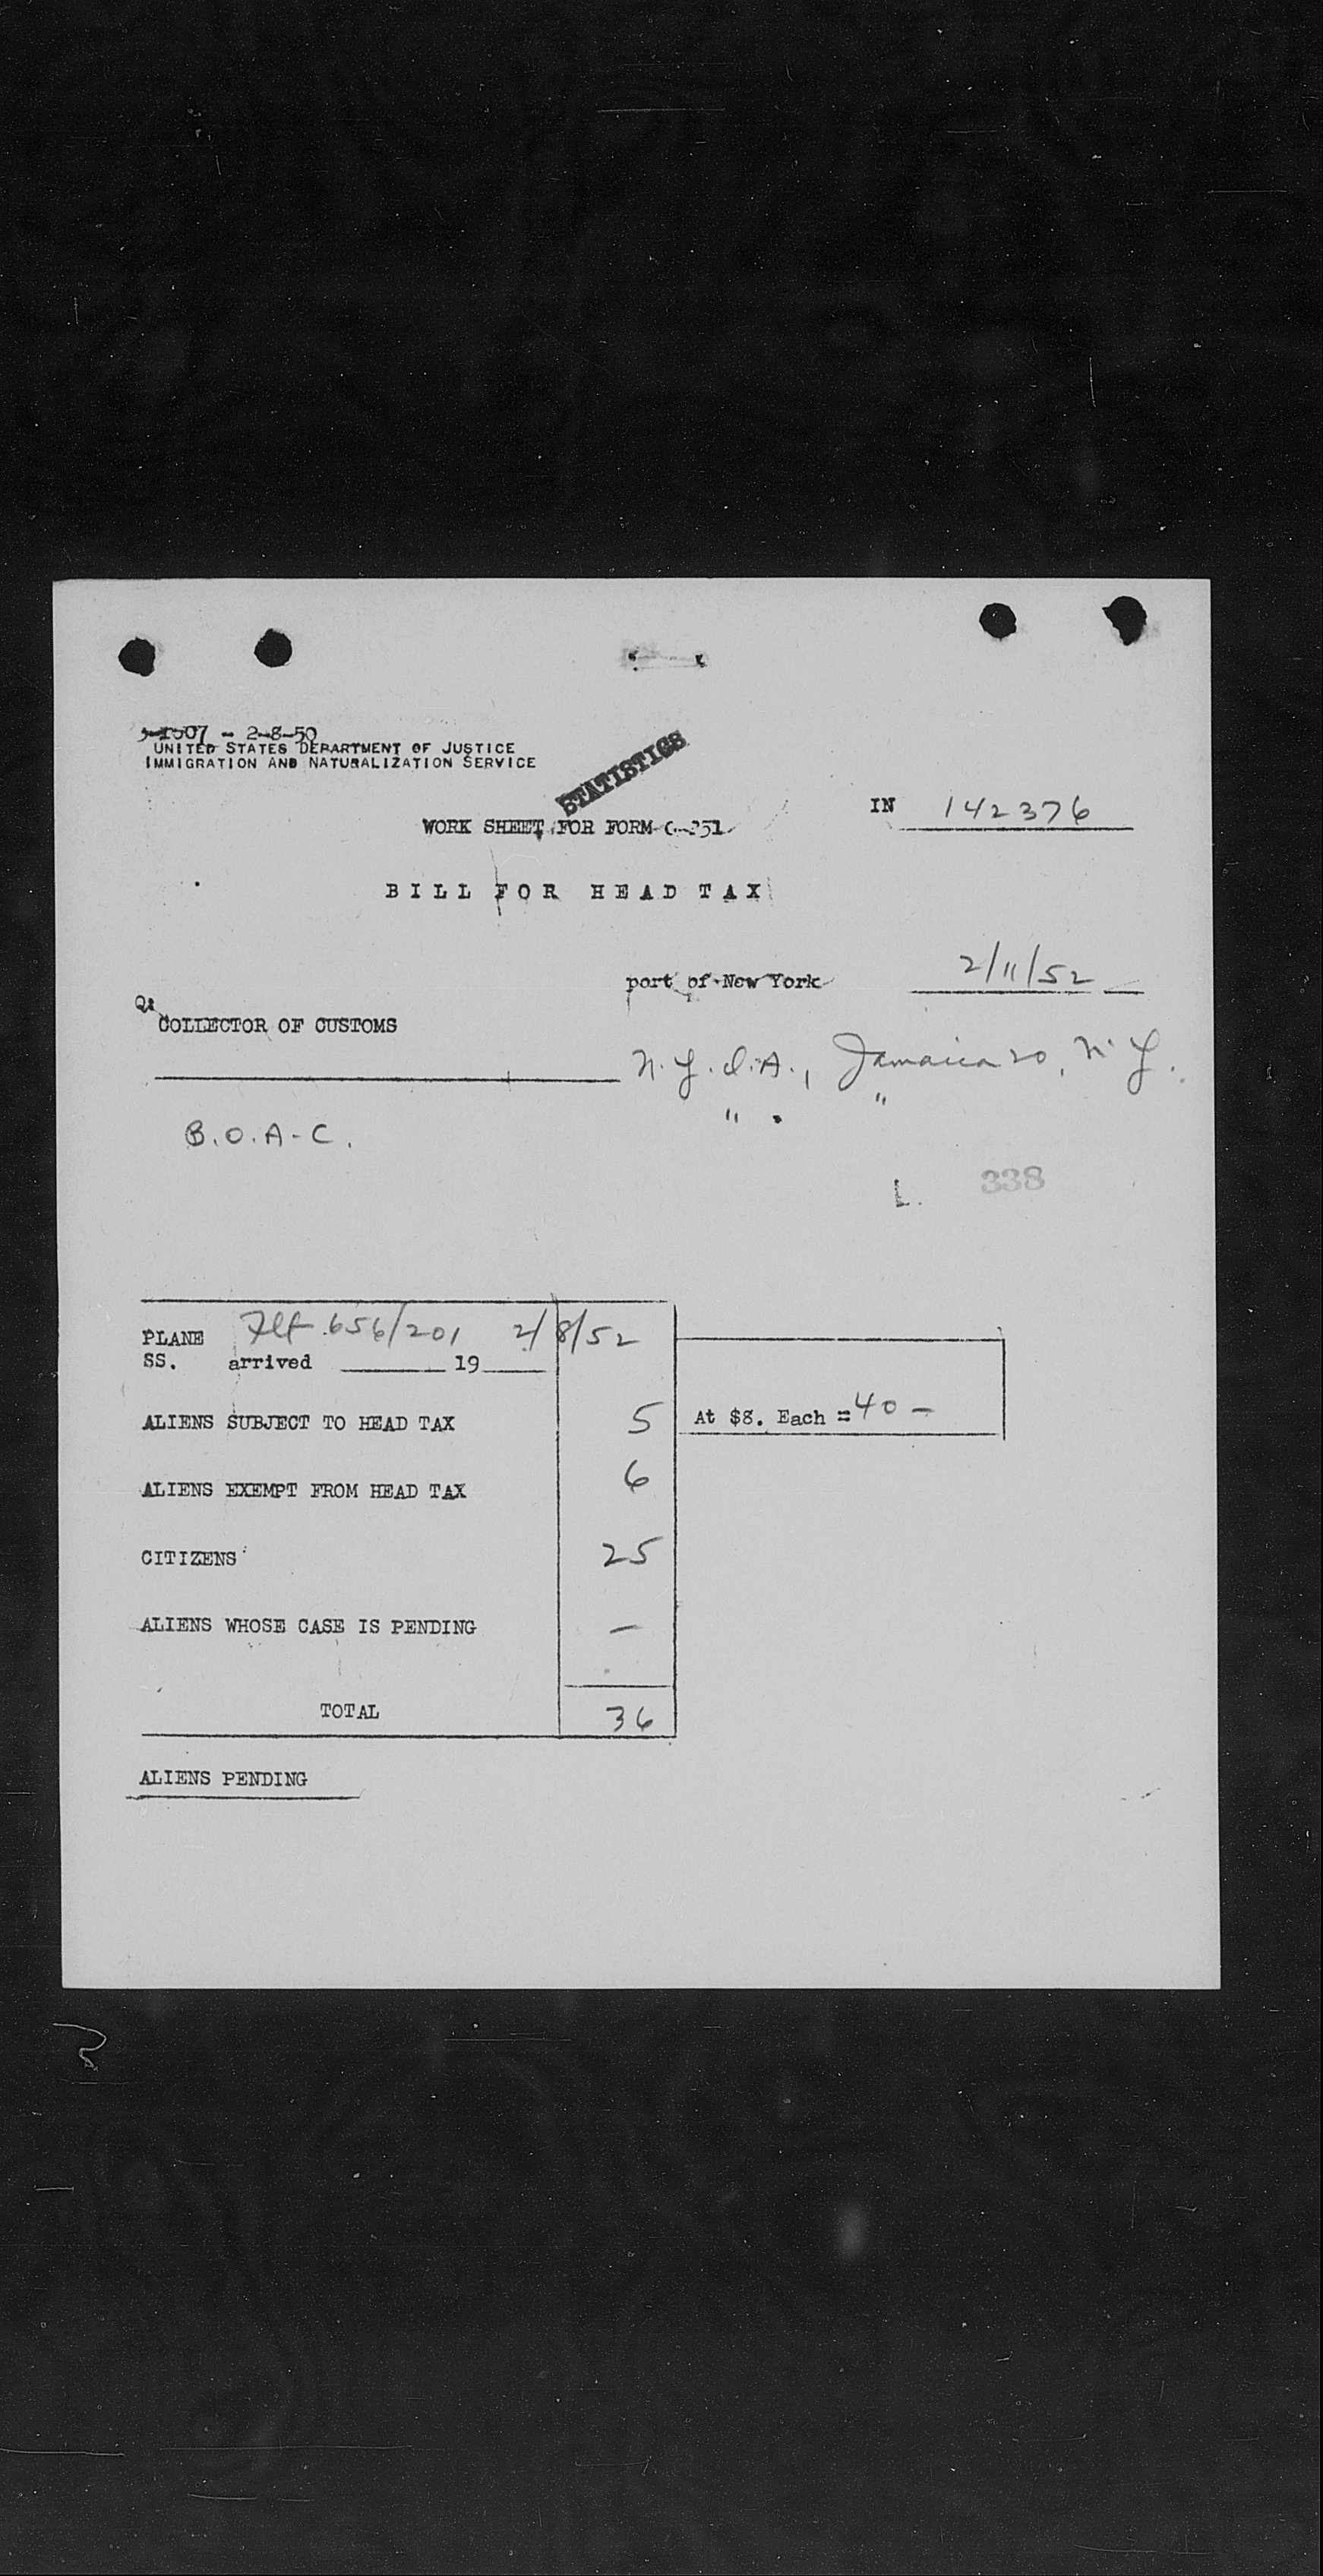 - 2-8-50
UNITED STATES DEPARTMENT OF JUSTICE
IMMIGRATION AND NATURALIZATION SERVICE
STATISTICS
IN 142376
WORK SHEET FOR FORM
BILL FOR HEAD TAX
port of New York 2/11/52
COLLECTOR OF CUSTOMS
N.Y.I.A., Jamaica 20, N.Y.
" "
B.O.A.C.
L. 338
PLANE Flt 656/201 2/8/52
SS. arrived 19
ALIENS SUBJECT TO HEAD TAX 5 At $8. Each = 40 -
ALIENS EXEMPT FROM HEAD TAX 6
CITIZENS 25
ALIENS WHOSE CASE IS PENDING -
TOTAL 36
ALIENS PENDING